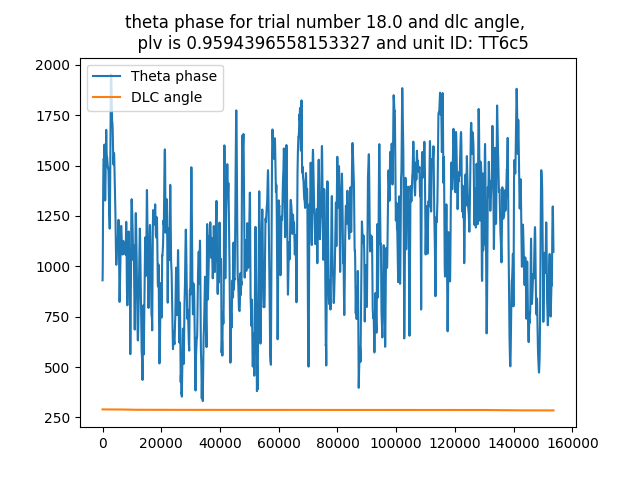 theta phase for trial number 18.0 and dlc angle,
plv is 0.9594396558153327 and unit ID: TT6c5
Theta phase
DLC angle
2000
1750
1500
1250
1000
750
500
250
0 20000 40000 60000 80000 100000 120000 140000 160000